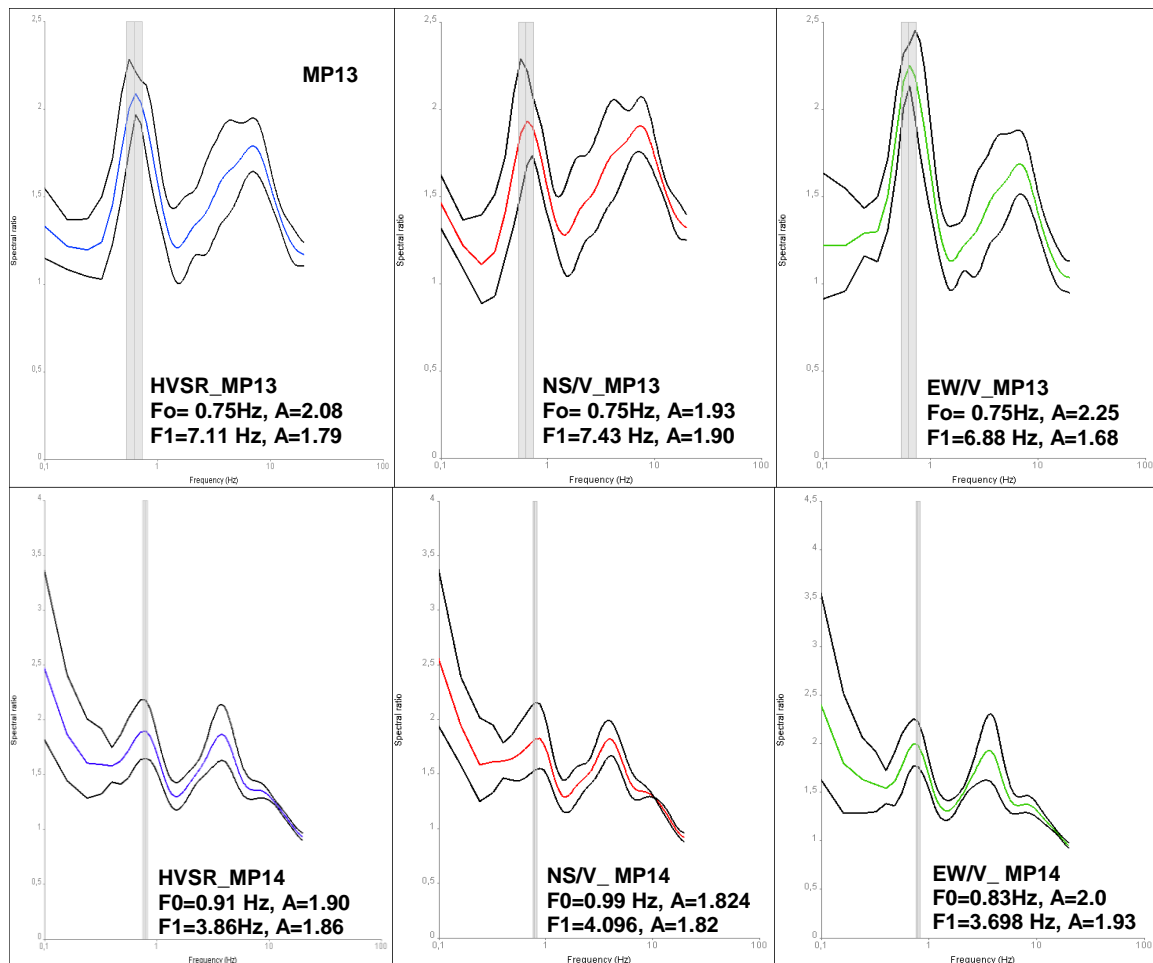 2,5
2
1,5
1
0,5
0
Spectral ratio
0,1
1
10
100
Frequency (Hz)
MP13
HVSR_MP13
Fo= 0.75Hz, A=2.08
F1=7.11 Hz, A=1.79
2,5
2
1,5
1
0,5
0
Spectral ratio
0,1
1
10
100
Frequency (Hz)
NS/V_MP13
Fo= 0.75Hz, A=1.93
F1=7.43 Hz, A=1.90
2,5
2
1,5
1
0,5
0
Spectral ratio
0,1
1
10
100
Frequency (Hz)
EW/V_MP13
Fo= 0.75Hz, A=2.25
F1=6.88 Hz, A=1.68
4
3,5
3
2,5
2
1,5
1
0,5
0
Spectral ratio
0,1
1
10
100
Frequency (Hz)
HVSR_MP14
F0=0.91 Hz, A=1.90
F1=3.86Hz, A=1.86
4
3,5
3
2,5
2
1,5
1
0,5
0
Spectral ratio
0,1
1
10
100
Frequency (Hz)
NS/V_ MP14
F0=0.99 Hz, A=1.824
F1=4.096, A=1.82
4,5
4
3,5
3
2,5
2
1,5
1
0,5
0
Spectral ratio
0,1
1
10
100
Frequency (Hz)
EW/V_ MP14
F0=0.83Hz, A=2.0
F1=3.698 Hz, A=1.93